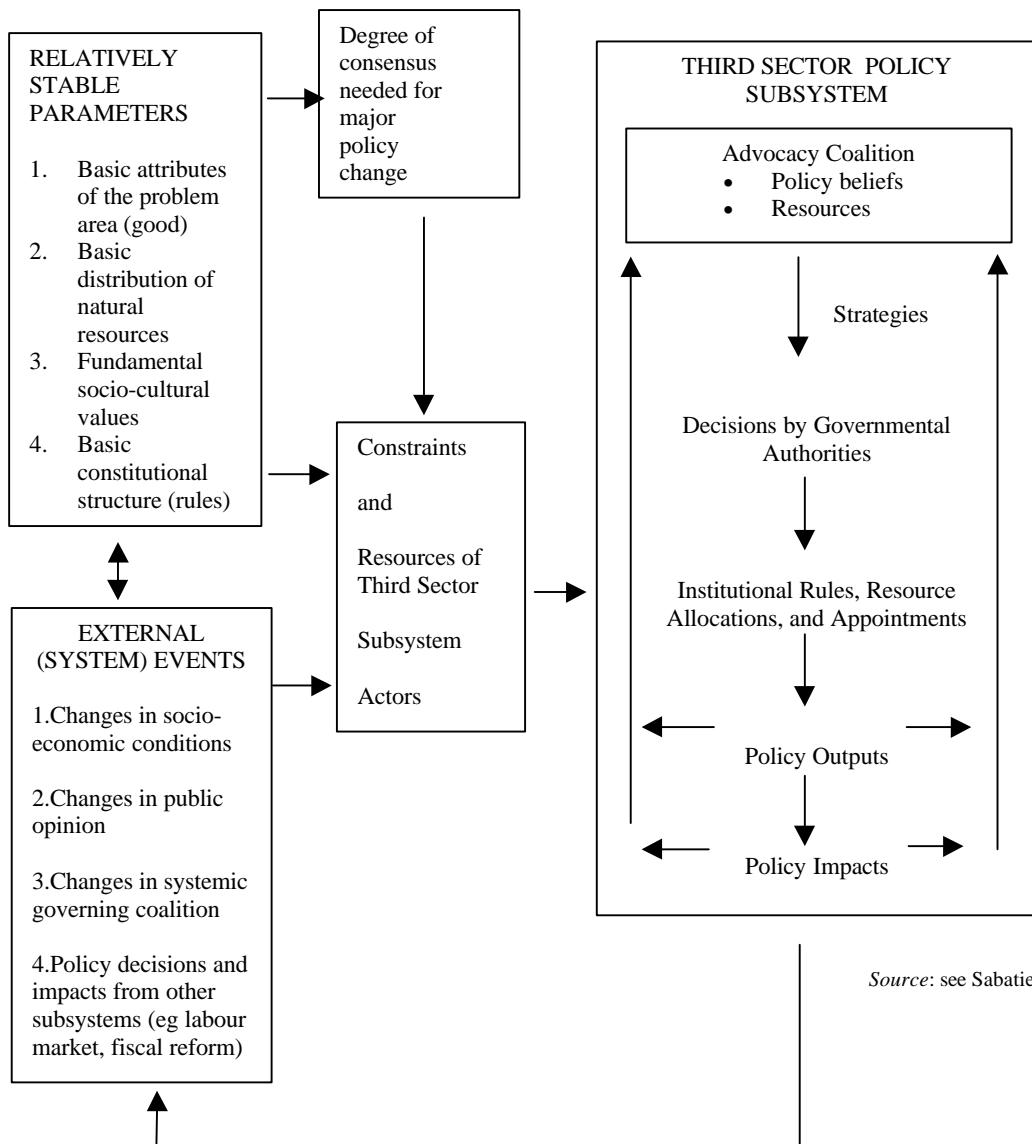 RELATIVELY
STABLE
PARAMETERS
1. Basic attributes
of the problem
area (good)
2. Basic
distribution of
natural
resources
3. Fundamental
socio-cultural
values
4. Basic
constitutional
structure (rules)
Degree of
consensus
needed for
major
policy
change
EXTERNAL
(SYSTEM) EVENTS
1.Changes in socio-
economic conditions
2.Changes in public
opinion
3.Changes in systemic
governing coalition
4.Policy decisions and
impacts from other
subsystems (eg labour
market, fiscal reform)
Constraints
and
Resources of
Third Sector
Subsystem
Actors
THIRD SECTOR POLICY
SUBSYSTEM
Advocacy Coalition
• Policy beliefs
• Resources
Strategies
Decisions by Governmental
Authorities
Institutional Rules, Resource
Allocations, and Appointments
Policy Outputs
Policy Impacts
Source: see Sabatie